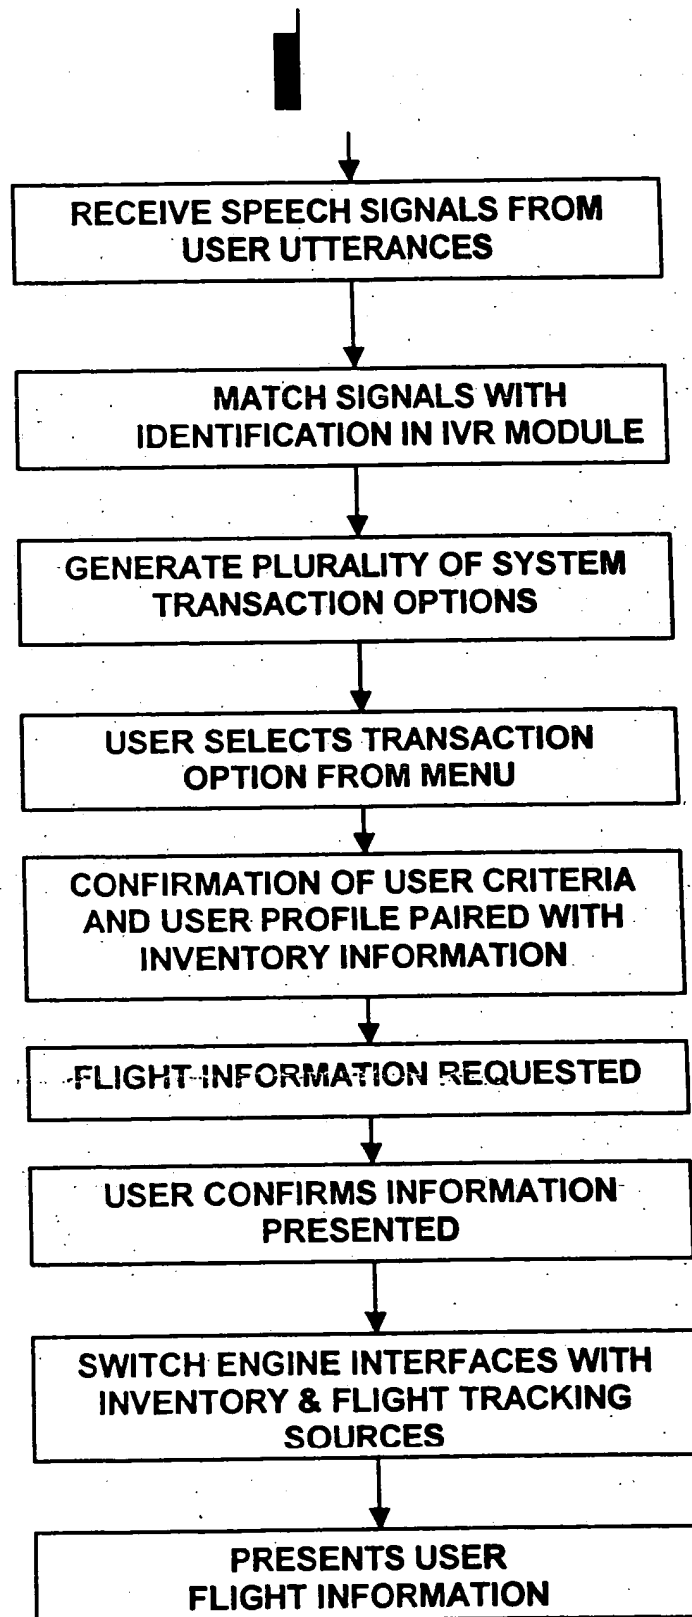 RECEIVE SPEECH SIGNALS FROM
USER UTTERANCES
MATCH SIGNALS WITH
IDENTIFICATION IN IVR MODULE
GENERATE PLURALITY OF SYSTEM
TRANSACTION OPTIONS
USER SELECTS TRANSACTION
OPTION FROM MENU
CONFIRMATION OF USER CRITERIA
AND USER PROFILE PAIRED WITH
INVENTORY INFORMATION
FLIGHT INFORMATION REQUESTED
USER CONFIRMS INFORMATION
PRESENTED
SWITCH ENGINE INTERFACES WITH
INVENTORY & FLIGHT TRACKING
SOURCES
PRESENTS USER
FLIGHT INFORMATION